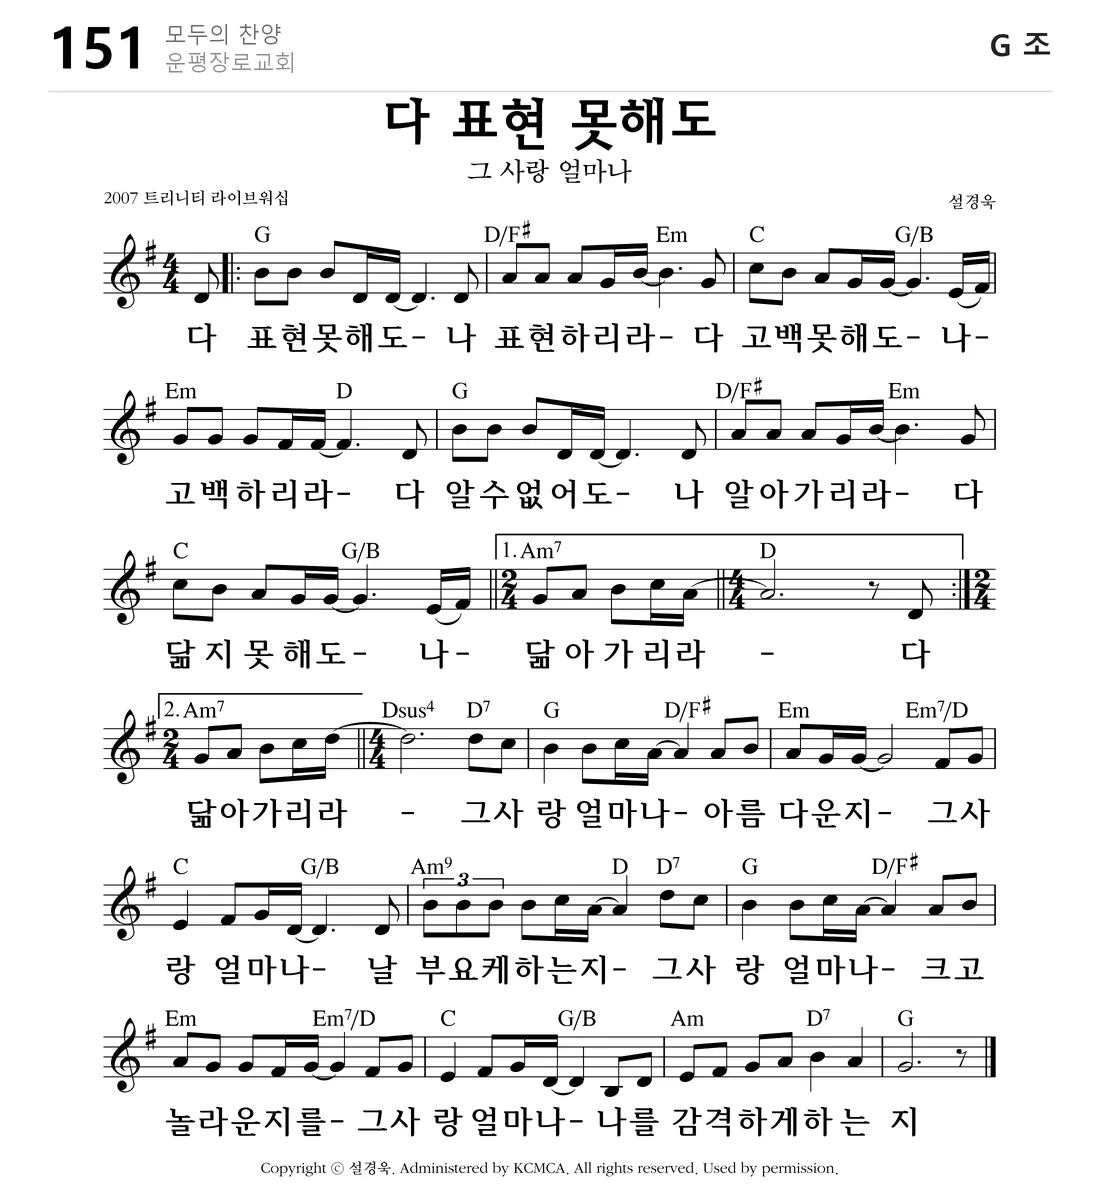 151 모두의 찬양
운평장로교회
G 조
다 표현 못해도
그 사랑 얼마나
2007 트리니티 라이브워십
설경욱
G D/F♯ Em C G/B
다 표현못해도- 나 표현하리라- 다 고백못해도- 나-
Em D G D/F♯ Em
고백하리라- 다 알수없어도- 나 알아가리라- 다
C G/B 1. Am7 D
닮지못해도- 나- 닮아가리라 - 다
2. Am7 Dsus4 D7 G D/F♯ Em Em7/D
닮아가리라 - 그사 랑 얼마나- 아름 다운지- 그사
C G/B Am9 3 D D7 G D/F♯
랑 얼마나- 날 부요케하는지- 그사 랑 얼마나- 크고
Em Em7/D C G/B Am D7 G
놀라운지를- 그사 랑 얼마나- 나를 감격하게하 는 지
Copyright ⓒ 설경욱. Administered by KCMCA. All rights reserved. Used by permission.